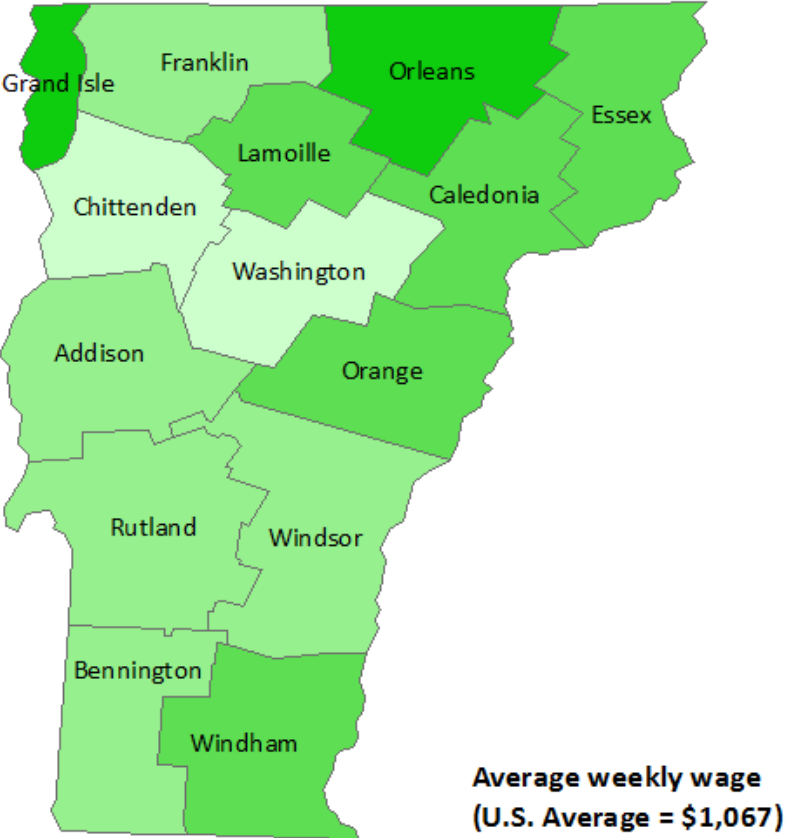 Franklin
Orleans
Grand Isle
Essex
Lamoille
Caledonia
Chittenden
Washington
Addison
Orange
Rutland
Windsor
Bennington
Windham
Average weekly wage
(U.S. Average = $1,067)